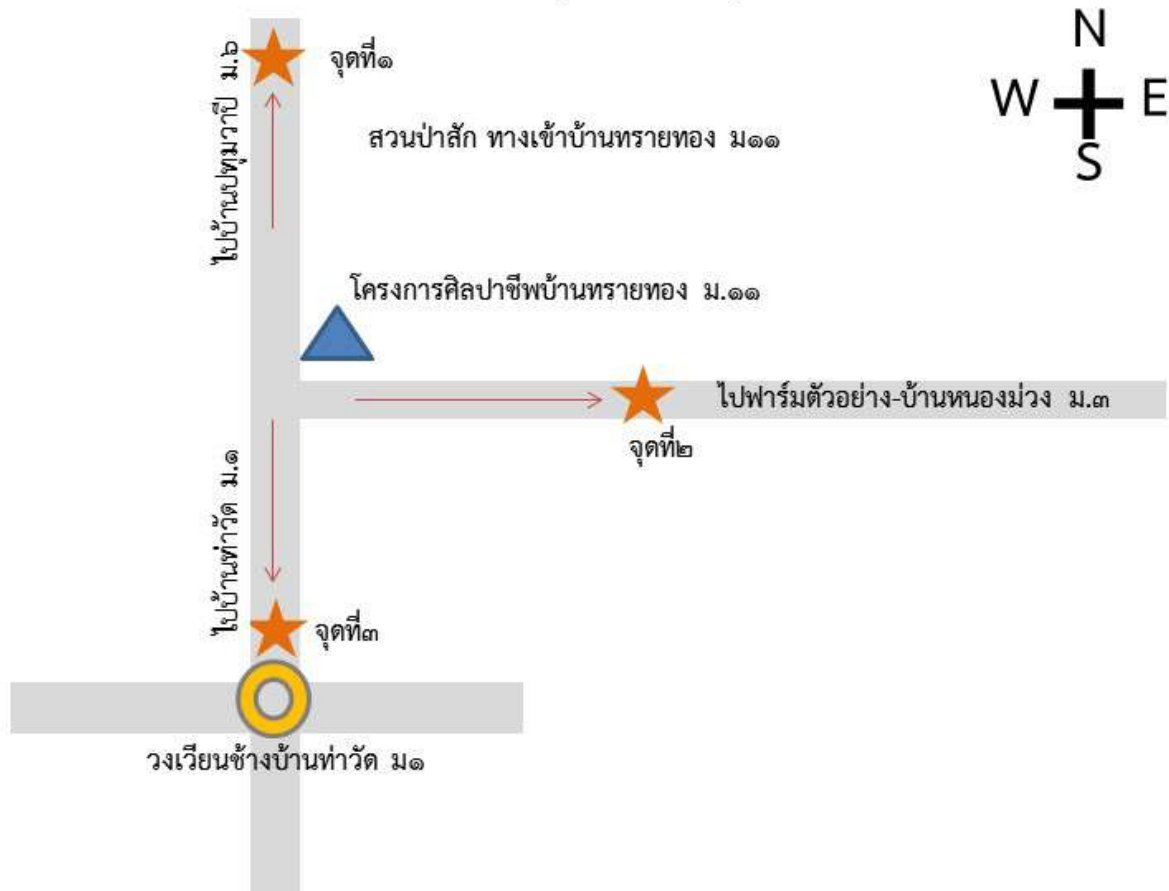 N
W E
S
จุดที่๑
ไปบ้านปทุมวาปี ม.๖
สวนป่าสัก ทางเข้าบ้านทรายทอง ม๑๑
โครงการศิลปาชีพบ้านทรายทอง ม.๑๑
ไปฟาร์มตัวอย่าง-บ้านหนองม่วง ม.๓
จุดที่๒
ไปบ้านท่าวัด ม.๑
จุดที่๓
วงเวียนช้างบ้านท่าวัด ม๑